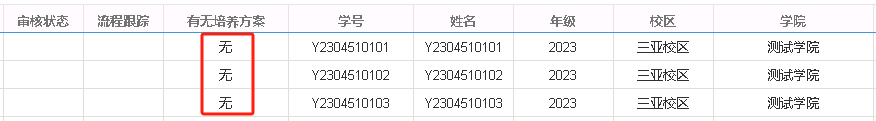 审核状态 流程跟踪 有无培养方案 学号 姓名 年级 校区 学院
无 Y2304510101 Y2304510101 2023 三亚校区 测试学院
无 Y2304510102 Y2304510102 2023 三亚校区 测试学院
无 Y2304510103 Y2304510103 2023 三亚校区 测试学院